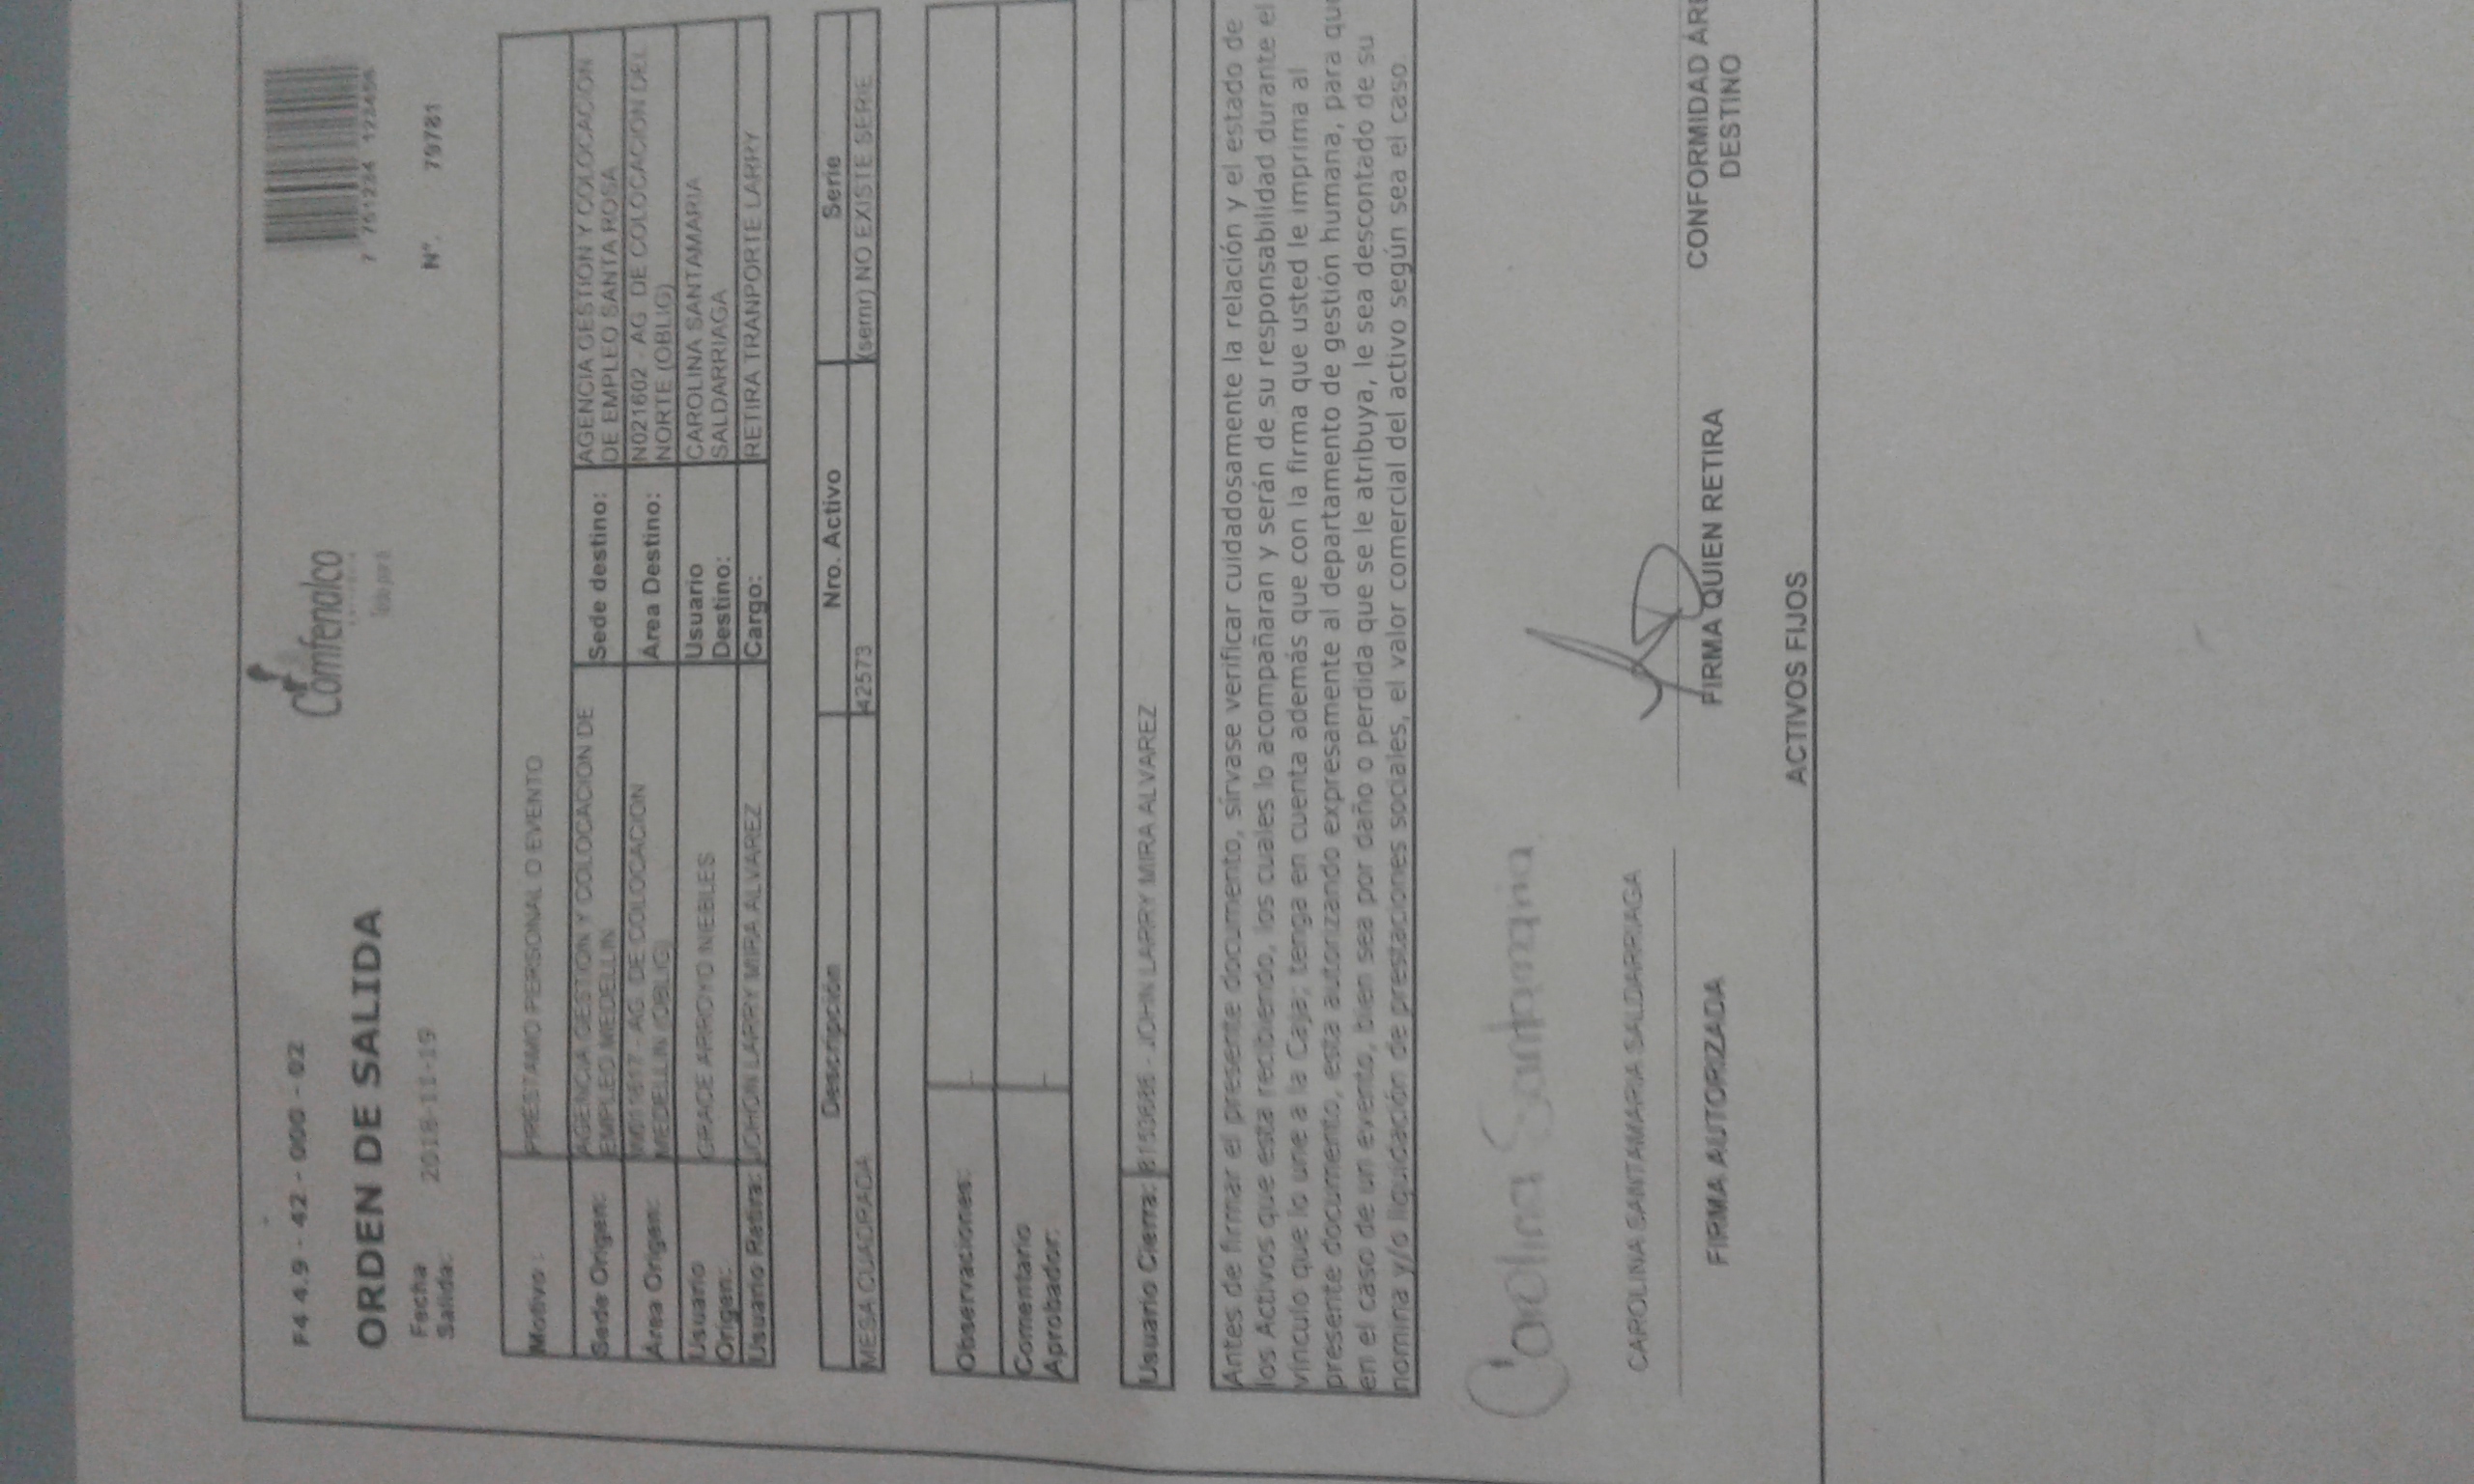 F4 4.9 - 42 - 000 - 02
Comfenalco
ORDEN DE SALIDA
7 761234 123456
Fecha
Salida: 2018-11-19
N°. 79781
Motivo : PRESTAMO PERSONAL O EVENTO
Sede Origen: AGENCIA GESTION Y COLOCACION DE EMPLEO MEDELLIN
Sede destino: AGENCIA GESTION Y COLOCACION DE EMPLEO SANTA ROSA
Área Origen: AG. DE COLOCACION MEDELLIN (OBLIG)
Área Destino: N021602 - AG. DE COLOCACION DEL NORTE (OBLIG)
Usuario Origen: GRACE ARROYO NIEBLES
Usuario Destino: CAROLINA SANTAMARIA SALDARRIAGA
Usuario Retira: JOHON LARRY MIRA ALVAREZ
Cargo: RETIRA TRANPORTE LARRY
Descripción Nro. Activo Serie
MESA CUADRADA 42573 (sernr) NO EXISTE SERIE
Observaciones:
Comentario
Aprobador:
Usuario Cierra: 8153686 - JOHN LARRY MIRA ALVAREZ
Antes de firmar el presente documento, sírvase verificar cuidadosamente la relación y el estado de
los Activos que esta recibiendo, los cuales lo acompañaran y serán de su responsabilidad durante el
vínculo que lo une a la Caja; tenga en cuenta además que con la firma que usted le imprima al
presente documento, esta autorizando expresamente al departamento de gestión humana, para que
en el caso de un evento, bien sea por daño o perdida que se le atribuya, le sea descontado de su
nomina y/o liquidación de prestaciones sociales, el valor comercial del activo según sea el caso
Carolina Santamaria
CAROLINA SANTAMARIA SALDARRIAGA
FIRMA AUTORIZADA
FIRMA QUIEN RETIRA
CONFORMIDAD ÁRE
DESTINO
ACTIVOS FIJOS